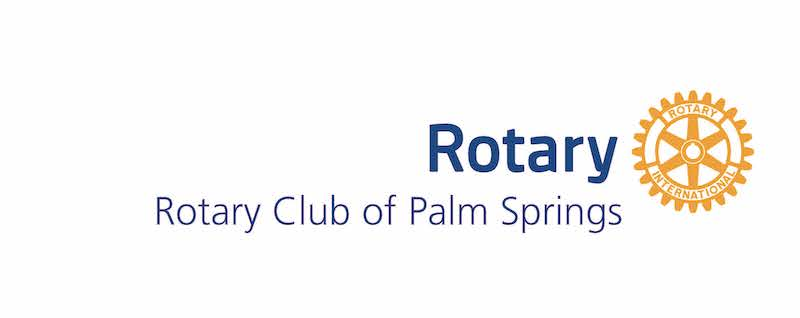 Rotary
Rotary Club of Palm Springs
ROTARY
INTERNATIONAL